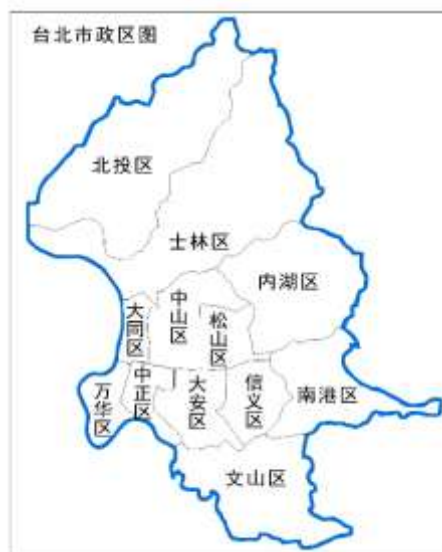 台北市政区图
北投区
士林区
内湖区
中山区
大同区
松山区
中正区
大安区
信义区
南港区
万华区
文山区